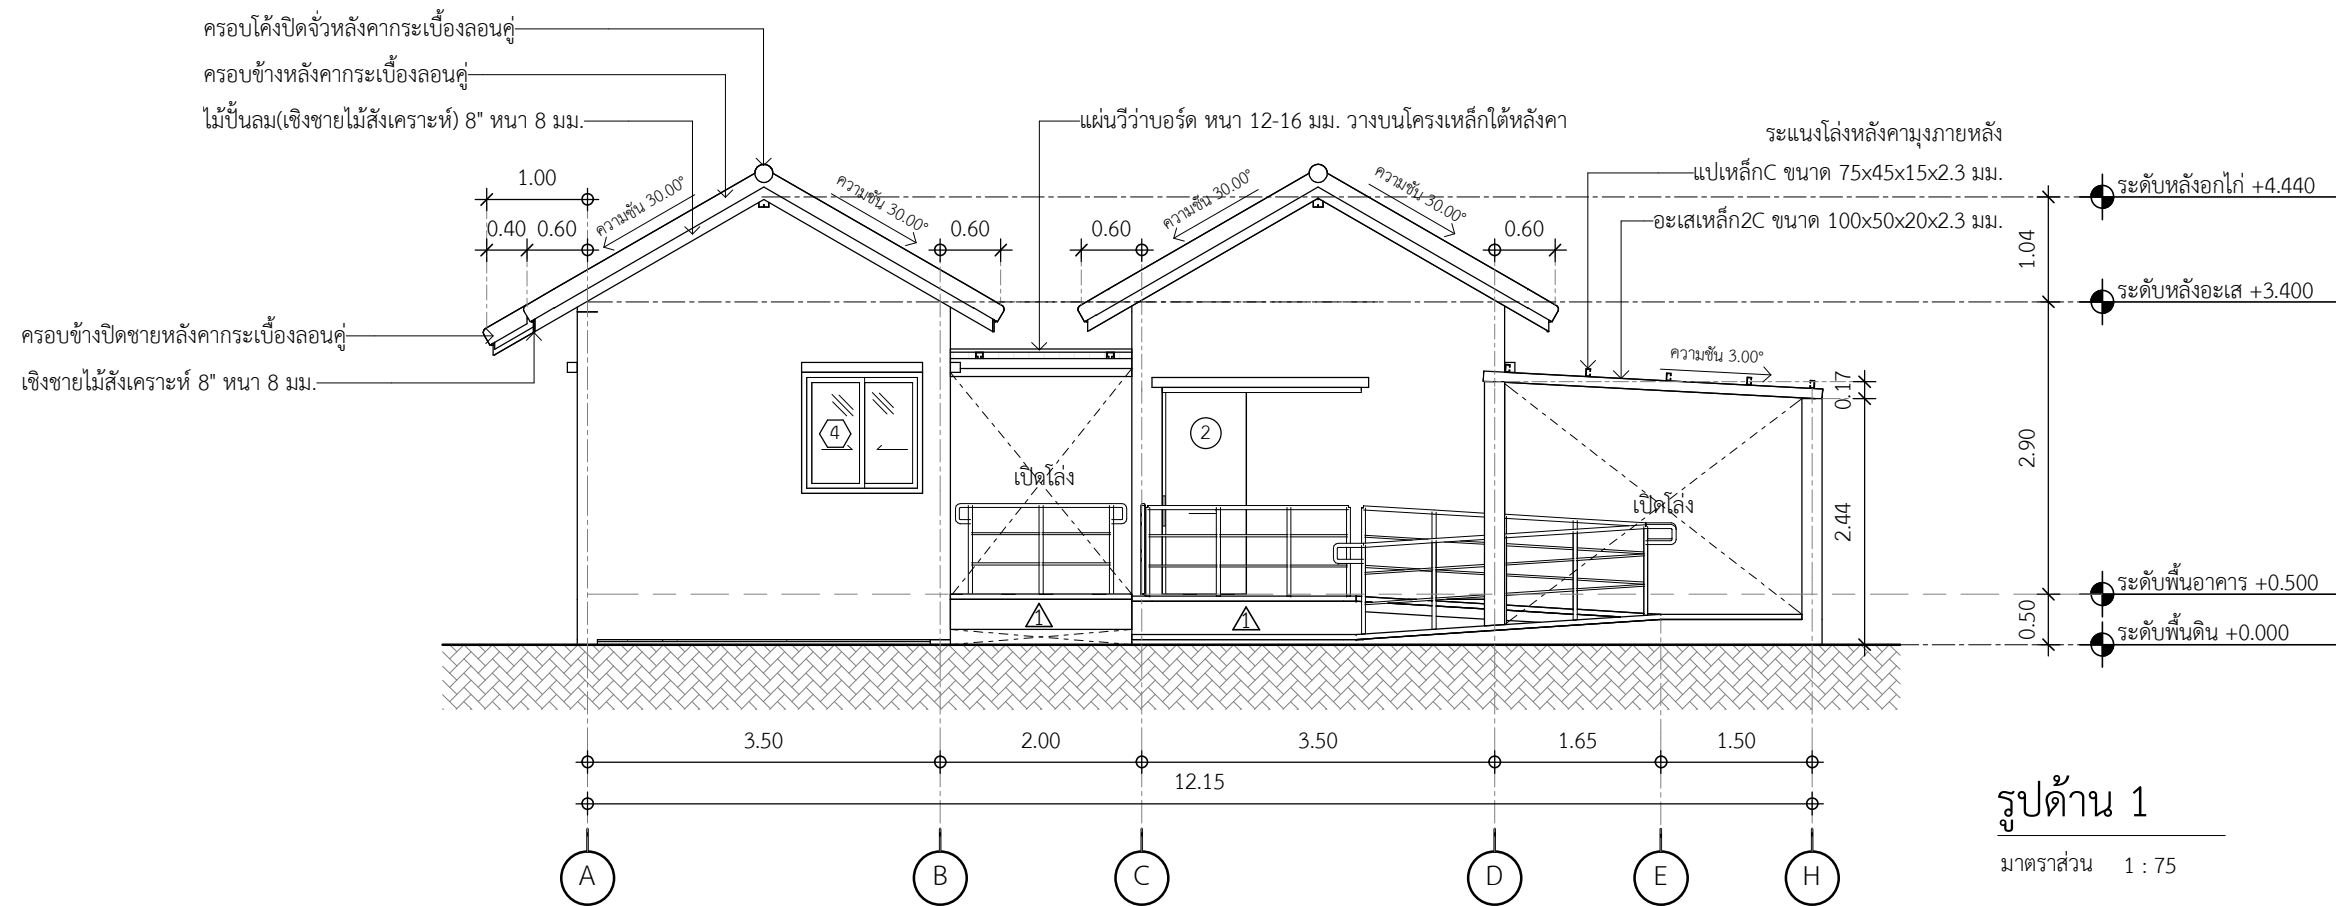 ครอบโค้งปิดจั่วหลังคากระเบื้องลอนคู่
ครอบข้างหลังคากระเบื้องลอนคู่
ไม้ปั้นลม(เชิงชายไม้สังเคราะห์) 8" หนา 8 มม.
แผ่นวีว่าบอร์ด หนา 12-16 มม. วางบนโครงเหล็กใต้หลังคา
ระแนงโล่งหลังคามุงภายหลัง
แปเหล็กC ขนาด 75x45x15x2.3 มม.
อะเสเหล็ก2C ขนาด 100x50x20x2.3 มม.
1.00
0.40 0.60
ความชัน 30.00°
ความชัน 30.00°
0.60
0.60
ความชัน 30.00°
ความชัน 30.00°
0.60
ระดับหลังอกไก่ +4.440
1.04
ระดับหลังอะเส +3.400
ครอบข้างปิดชายหลังคากระเบื้องลอนคู่
เชิงชายไม้สังเคราะห์ 8" หนา 8 มม.
ความชัน 3.00°
0.17
4
2
2.90
เปิดโล่ง
เปิดโล่ง
2.44
ระดับพื้นอาคาร +0.500
1
1
0.50
ระดับพื้นดิน +0.000
3.50 2.00 3.50 1.65 1.50
12.15
A B C D E H
รูปด้าน 1
มาตราส่วน 1 : 75